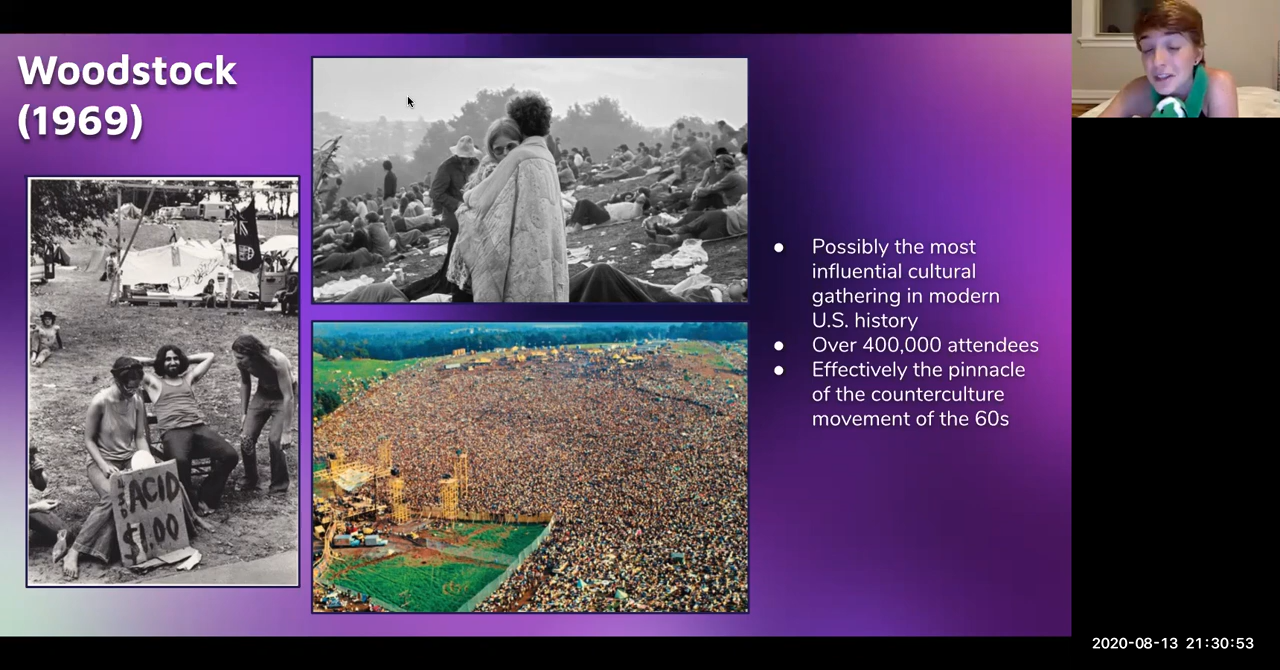 Woodstock
(1969)
ACID
$1.00
● Possibly the most
influential cultural
gathering in modern
U.S. history
● Over 400,000 attendees
● Effectively the pinnacle
of the counterculture
movement of the 60s
2020-08-13 21:30:53